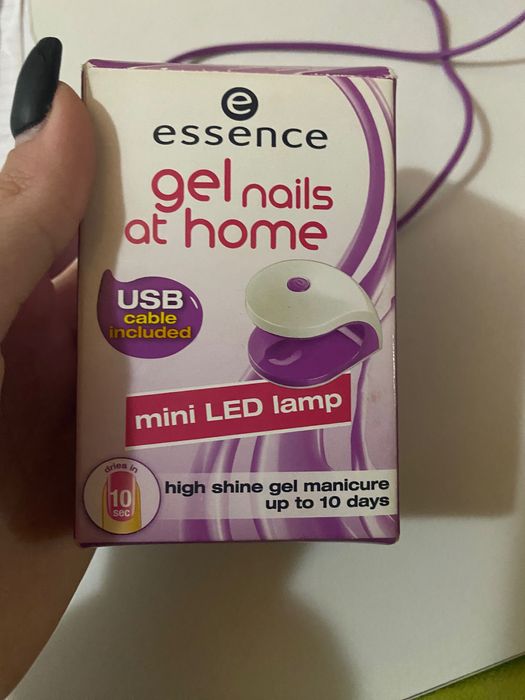 e
essence
gel nails
at home
USB
cable
included
mini LED lamp
dries in
10
sec
high shine gel manicure
up to 10 days